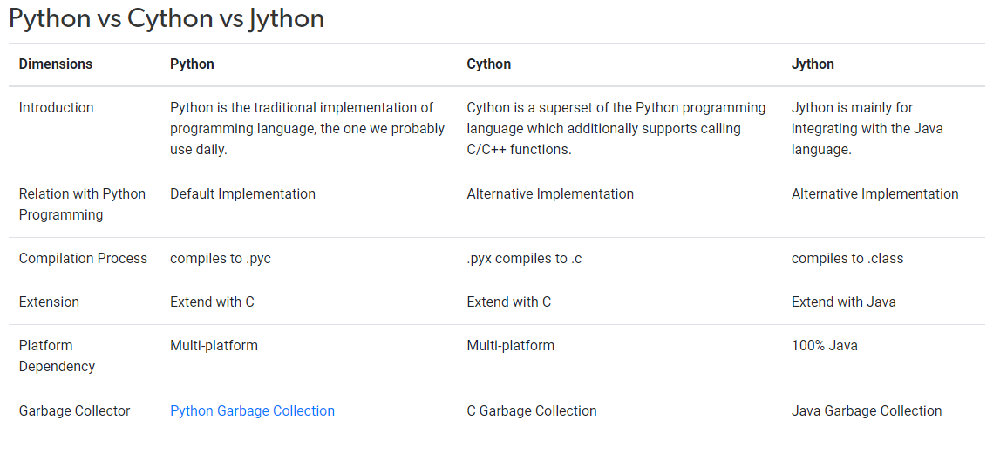 Python vs Cython vs Jython
Dimensions Python Cython Jython
Introduction Python is the traditional implementation of Cython is a superset of the Python programming Jython is mainly for
programming language, the one we probably language which additionally supports calling integrating with the Java
use daily. C/C++ functions. language.
Relation with Python Default Implementation Alternative Implementation Alternative Implementation
Programming
Compilation Process compiles to .pyc .pyx compiles to .c compiles to .class
Extension Extend with C Extend with C Extend with Java
Platform Multi-platform Multi-platform 100% Java
Dependency
Garbage Collector Python Garbage Collection C Garbage Collection Java Garbage Collection